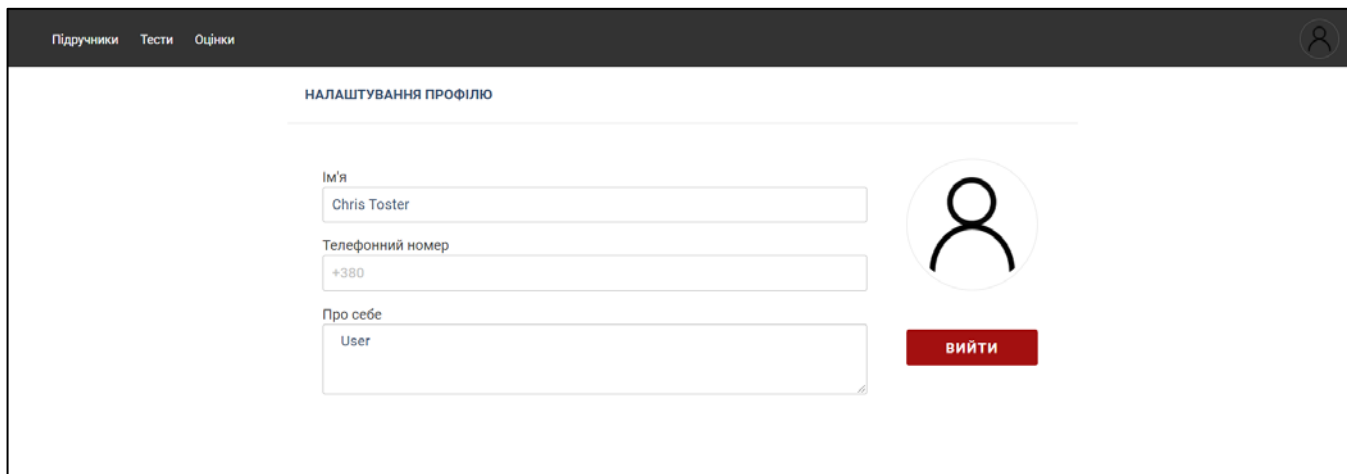 Підручники Тести Оцінки
НАЛАШТУВАННЯ ПРОФІЛЮ
Ім'я
Chris Toster
Телефонний номер
+380
Про себе
User
ВИЙТИ